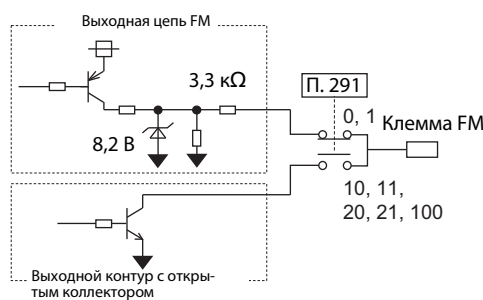 Выходная цепь FM
3,3 кΩ
П. 291
0, 1
Клемма FM
8,2 В
10, 11,
20, 21, 100
Выходной контур с откры-
тым коллектором